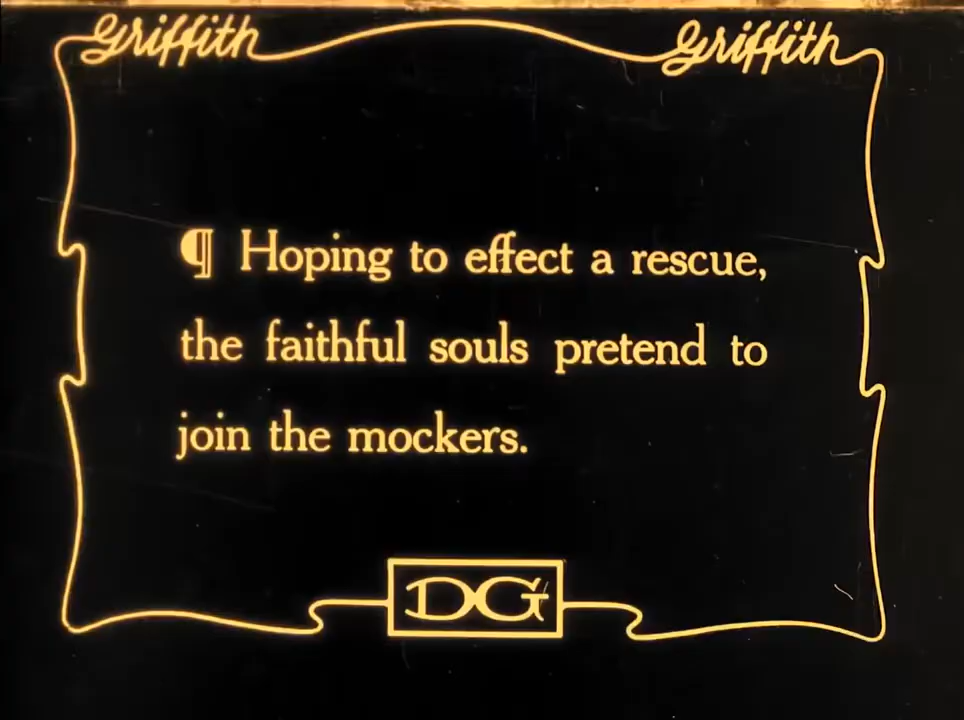 Griffith Griffith
¶ Hoping to effect a rescue,
the faithful souls pretend to
join the mockers.
DG